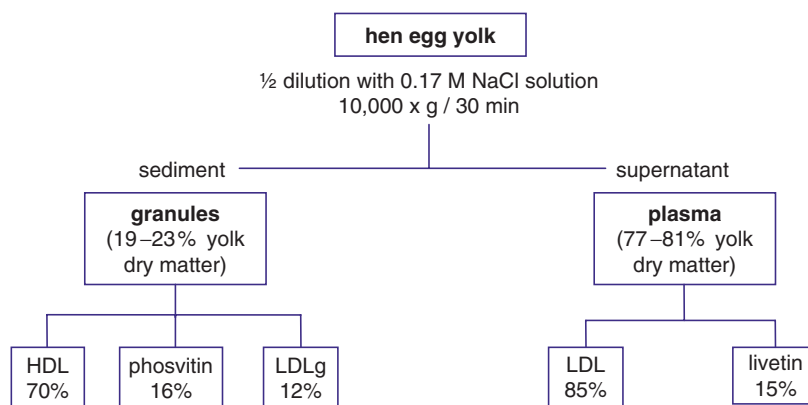 hen egg yolk
½ dilution with 0.17 M NaCl solution
10,000 x g / 30 min
sediment
supernatant
granules
(19–23% yolk
dry matter)
plasma
(77–81% yolk
dry matter)
HDL
70%
phosvitin
16%
LDLg
12%
LDL
85%
livetin
15%